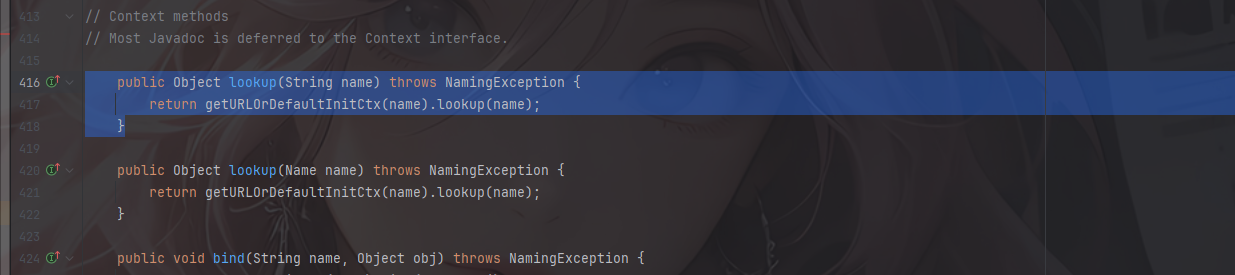 413 // Context methods
414 // Most Javadoc is deferred to the Context interface.
415
416 public Object lookup(String name) throws NamingException {
417 return getURLOrDefaultInitCtx(name).lookup(name);
418 }
419
420 public Object lookup(Name name) throws NamingException {
421 return getURLOrDefaultInitCtx(name).lookup(name);
422 }
423
424 public void bind(String name, Object obj) throws NamingException {